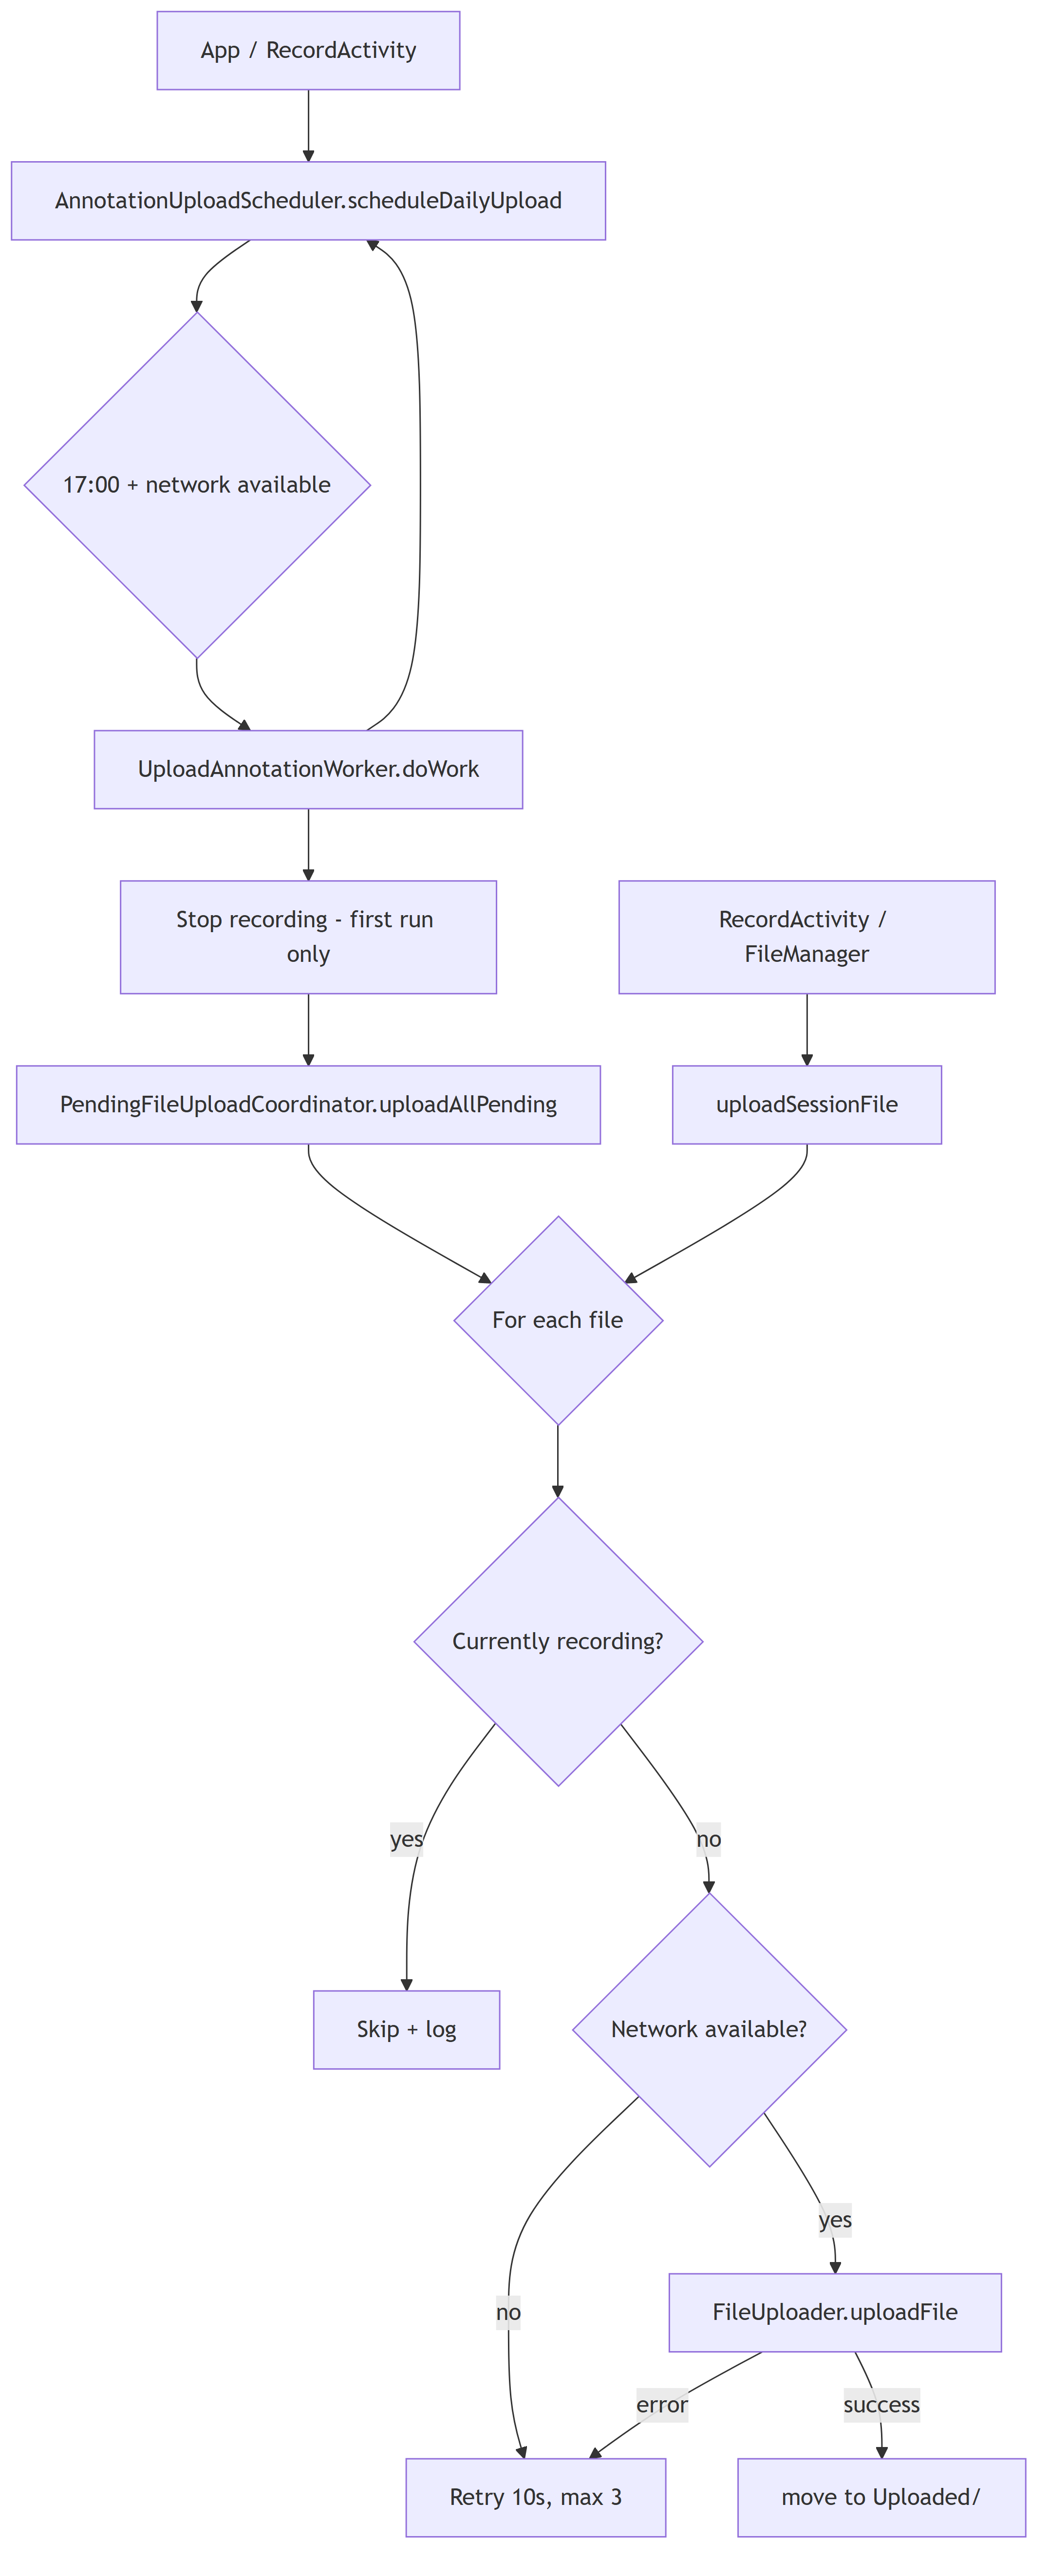 App / RecordActivity
AnnotationUploadScheduler.scheduleDailyUpload
17:00 + network available
UploadAnnotationWorker.doWork
Stop recording - first run
only
RecordActivity /
FileManager
PendingFileUploadCoordinator.uploadAllPending
uploadSessionFile
For each file
Currently recording?
yes
no
Skip + log
Network available?
yes
no
FileUploader.uploadFile
error
success
Retry 10s, max 3
move to Uploaded/